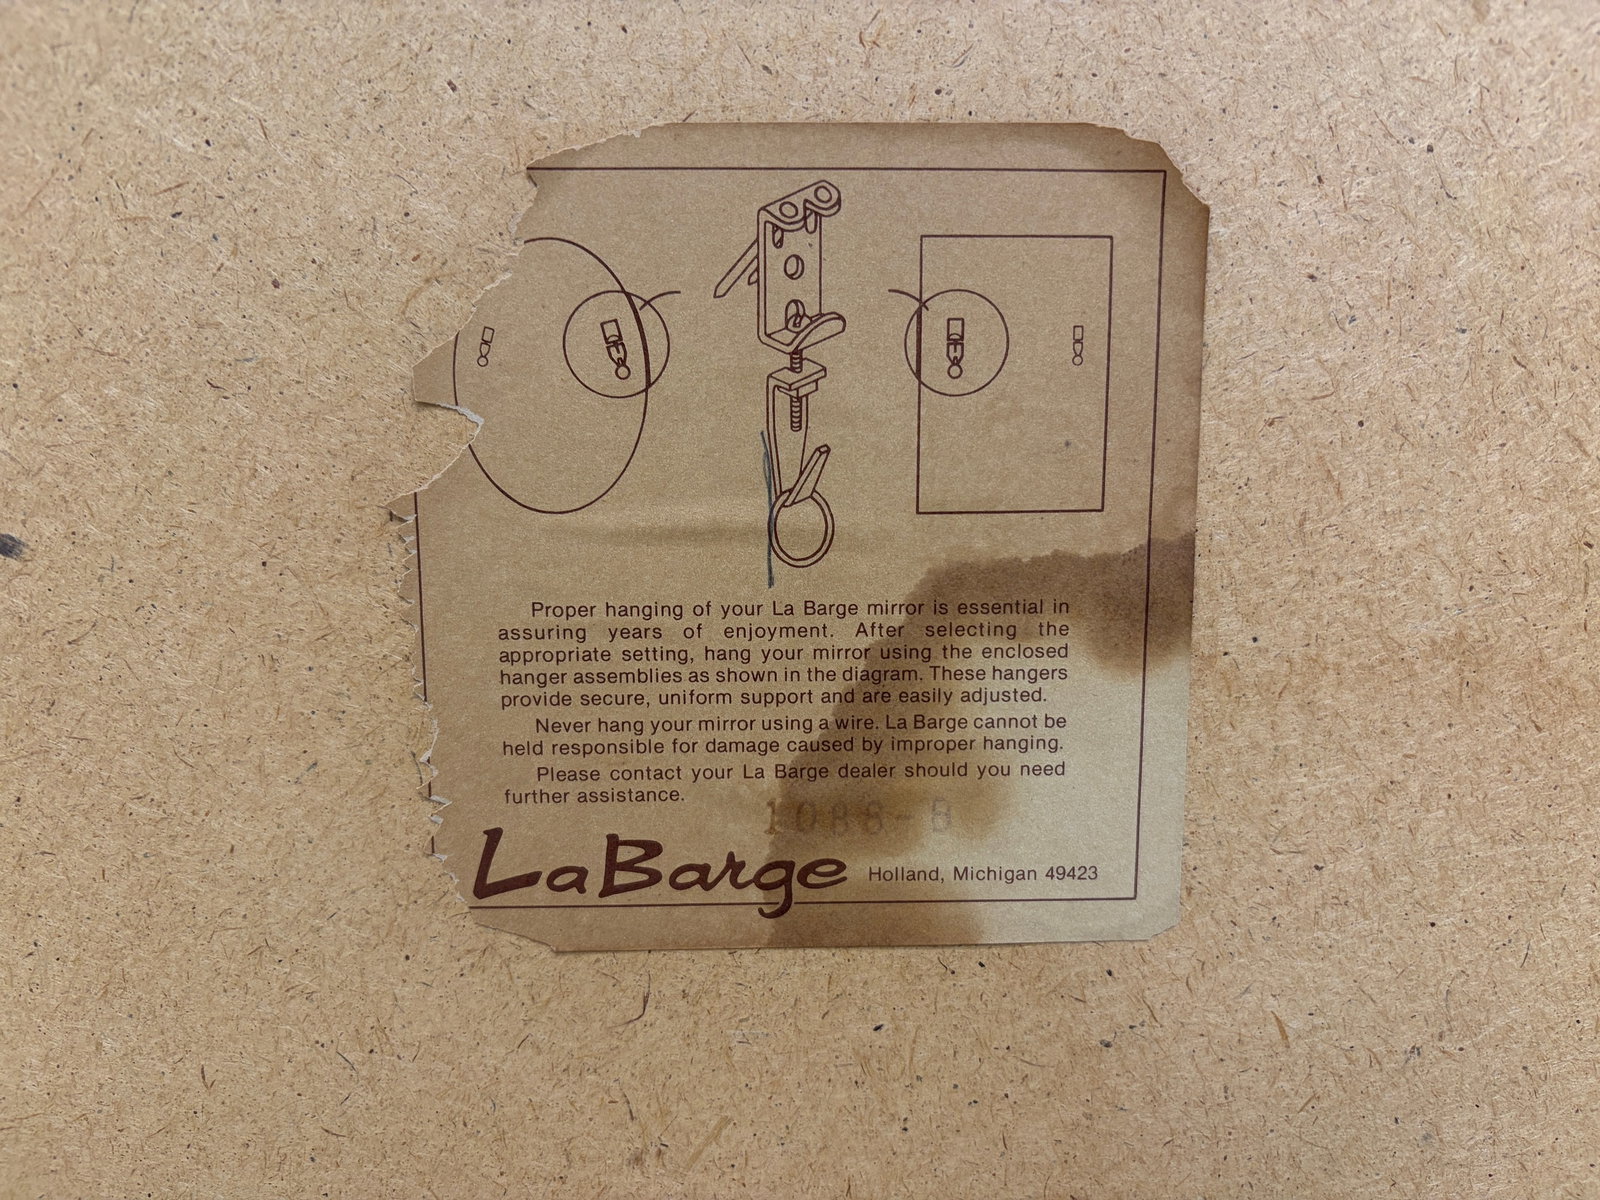 Proper hanging of your La Barge mirror is essential in
assuring years of enjoyment. After selecting the
appropriate setting, hang your mirror using the enclosed
hanger assemblies as shown in the diagram. These hangers
provide secure, uniform support and are easily adjusted.
Never hang your mirror using a wire. La Barge cannot be
held responsible for damage caused by improper hanging.
Please contact your La Barge dealer should you need
further assistance.
1088-B
LaBarge Holland, Michigan 49423